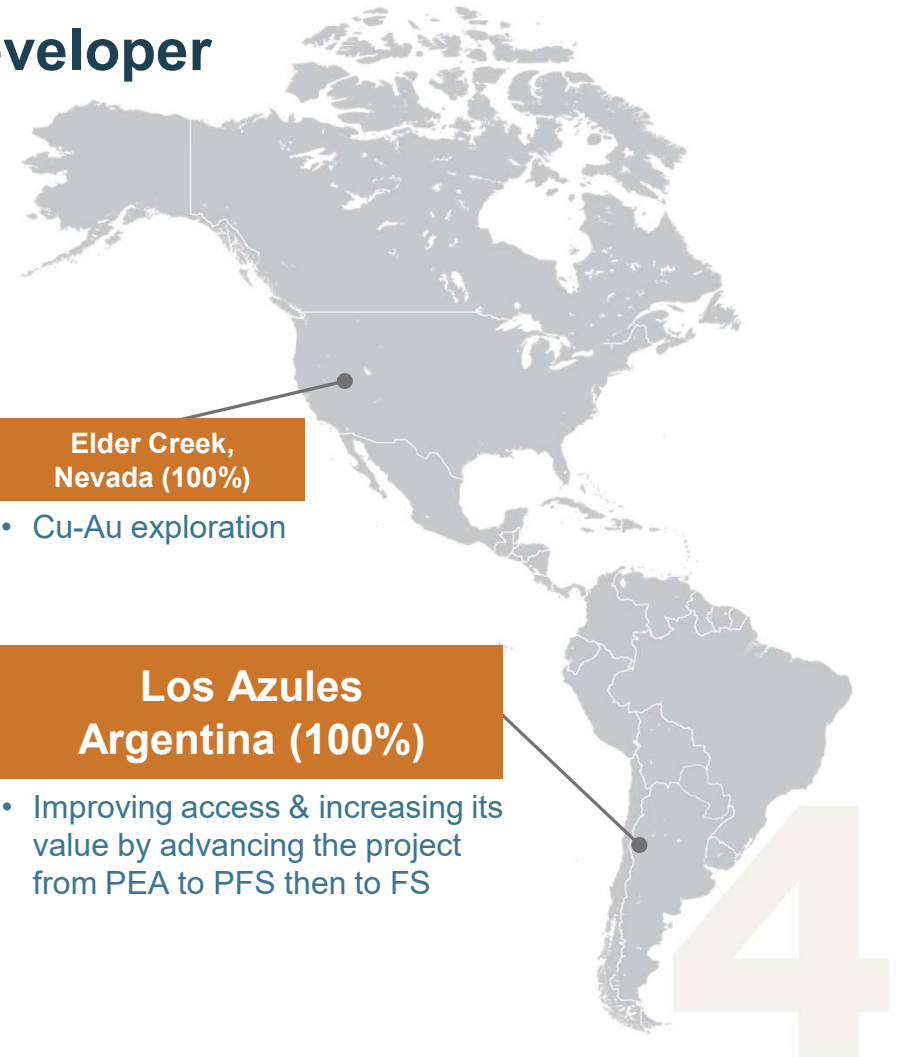 veloper
Elder Creek,
Nevada (100%)
• Cu-Au exploration
Los Azules
Argentina (100%)
• Improving access & increasing its
value by advancing the project
from PEA to PFS then to FS
4